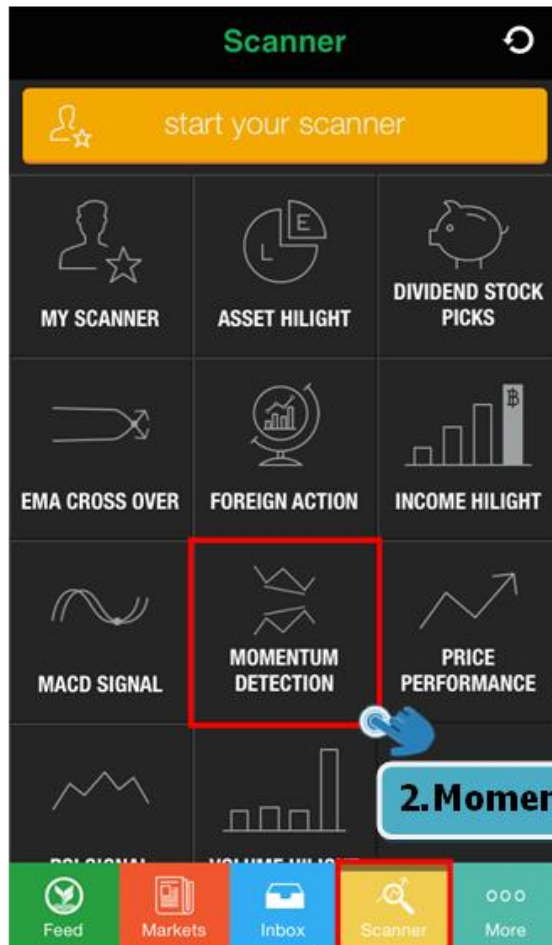 Scanner
start your scanner
L E
MY SCANNER
ASSET HILIGHT
DIVIDEND STOCK
PICKS
฿
EMA CROSS OVER
FOREIGN ACTION
INCOME HILIGHT
MACD SIGNAL
MOMENTUM
DETECTION
PRICE
PERFORMANCE
2.Momen
Feed
Markets
Inbox
Scanner
More